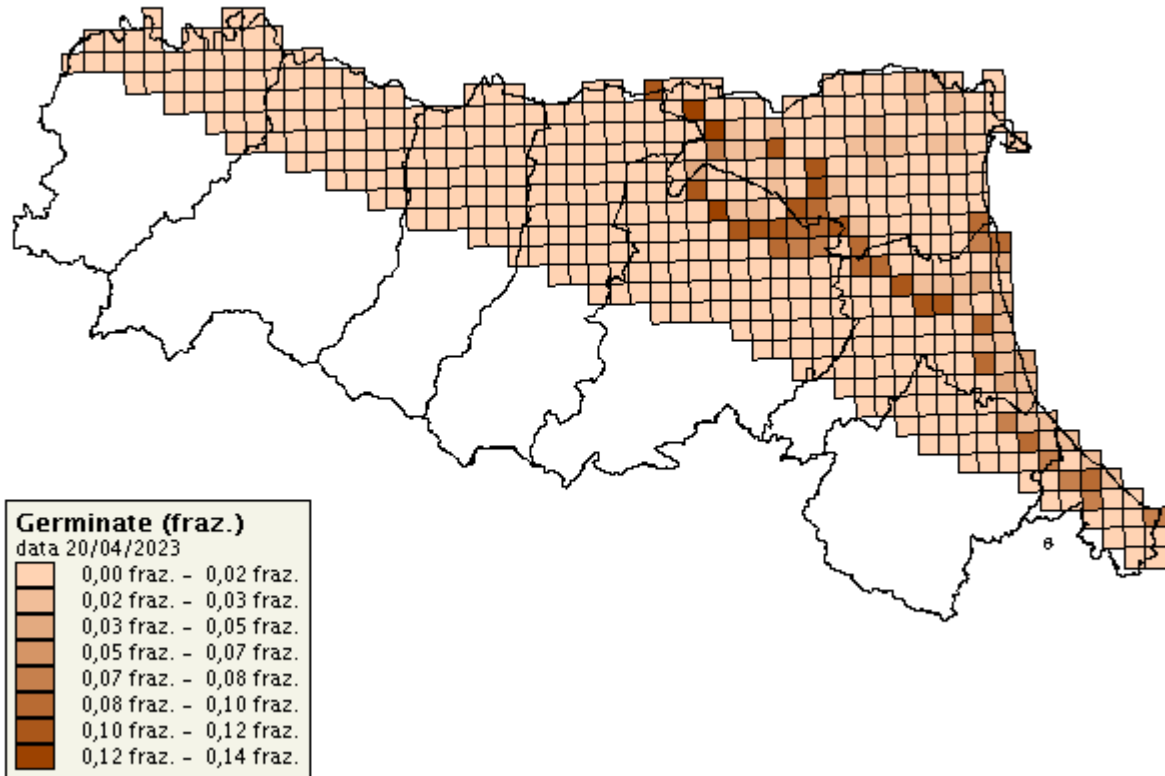 Germinate (fraz.)
data 20/04/2023
0,00 fraz. - 0,02 fraz.
0,02 fraz. - 0,03 fraz.
0,03 fraz. - 0,05 fraz.
0,05 fraz. - 0,07 fraz.
0,07 fraz. - 0,08 fraz.
0,08 fraz. - 0,10 fraz.
0,10 fraz. - 0,12 fraz.
0,12 fraz. - 0,14 fraz.